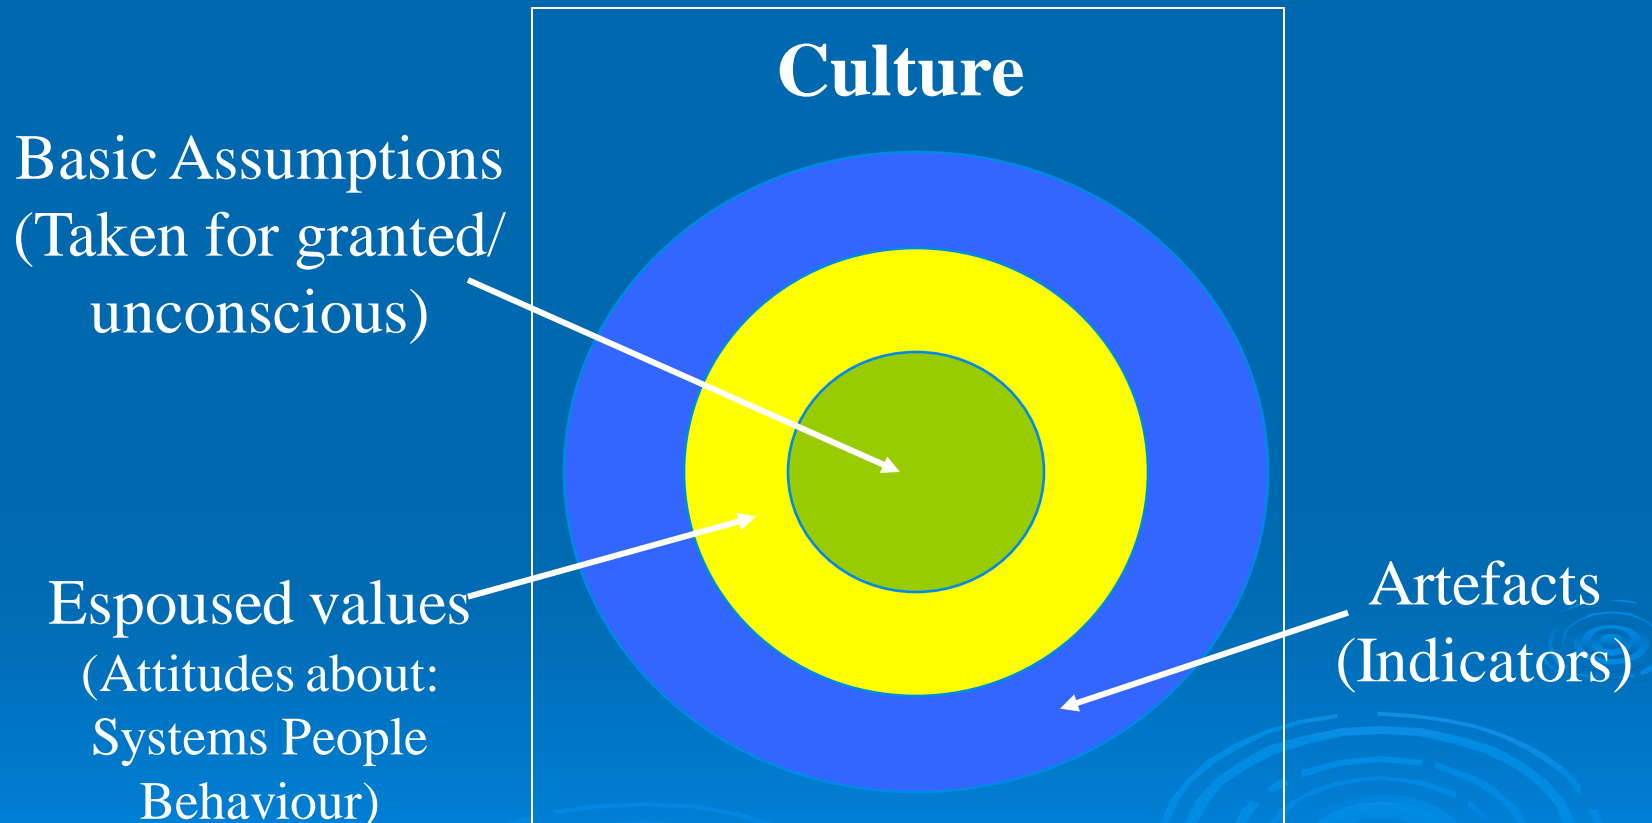 Culture
Basic Assumptions
(Taken for granted/
unconscious)
Espoused values
(Attitudes about:
Systems People
Behaviour)
Artefacts
(Indicators)